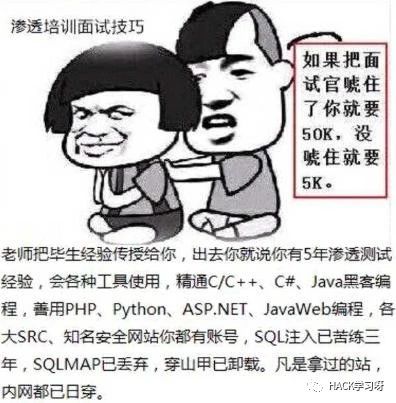 渗透培训面试技巧
如果把面
试官唬住
了你就要
50K，没
唬住就要
5K。
老师把毕生经验传授给你，出去你就说你有5年渗透测试
经验，会各种工具使用，精通C/C++、C#、Java黑客编
程，善用PHP、Python、ASP.NET、JavaWeb编程，各
大SRC、知名安全网站你都有账号，SQL注入已苦练三
年，SQLMAP已丢弃，穿山甲已卸载。凡是拿过的站，
内网都已日穿。
HACK学习呀